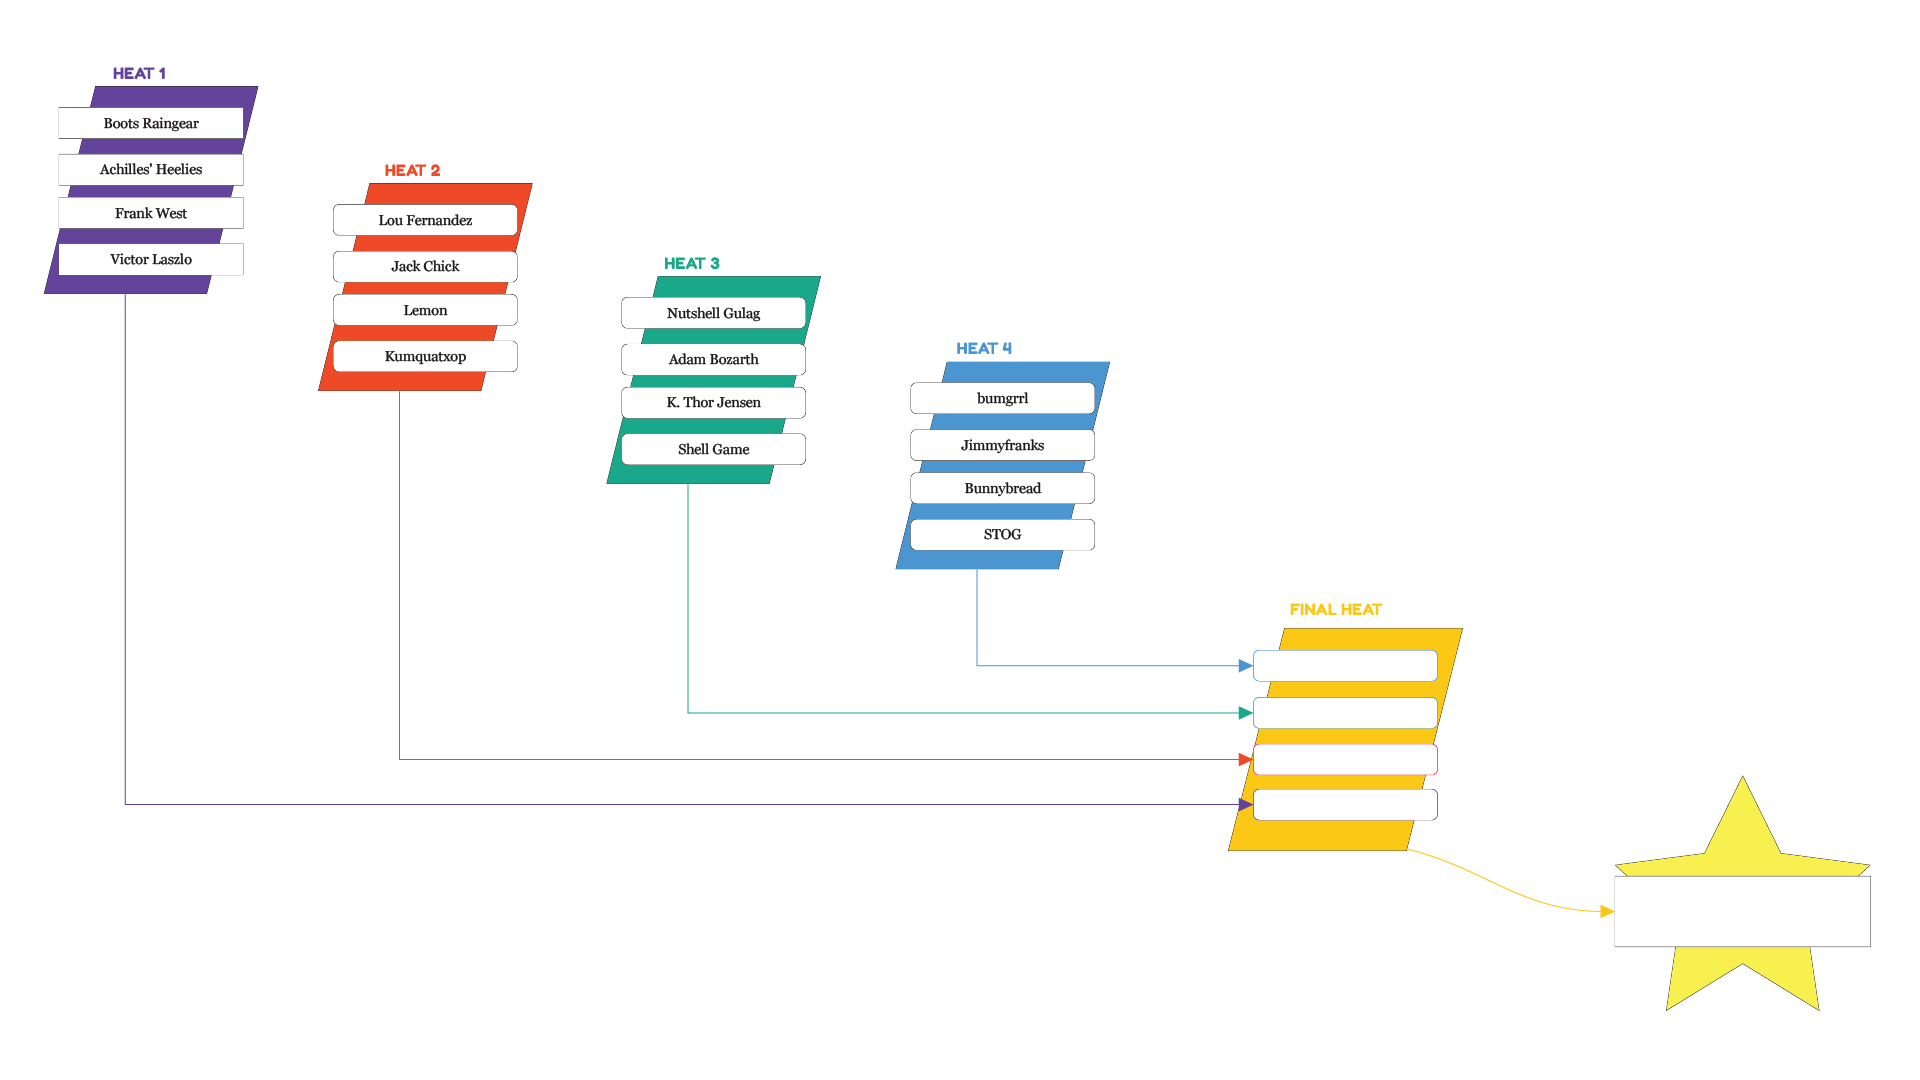 HEAT 1
Boots Raingear
Achilles' Heelies
Frank West
Victor Laszlo
HEAT 2
Lou Fernandez
Jack Chick
Lemon
Kumquatxop
HEAT 3
Nutshell Gulag
Adam Bozarth
K. Thor Jensen
Shell Game
HEAT 4
bumgrrl
Jimmyfranks
Bunnybread
STOG
FINAL HEAT